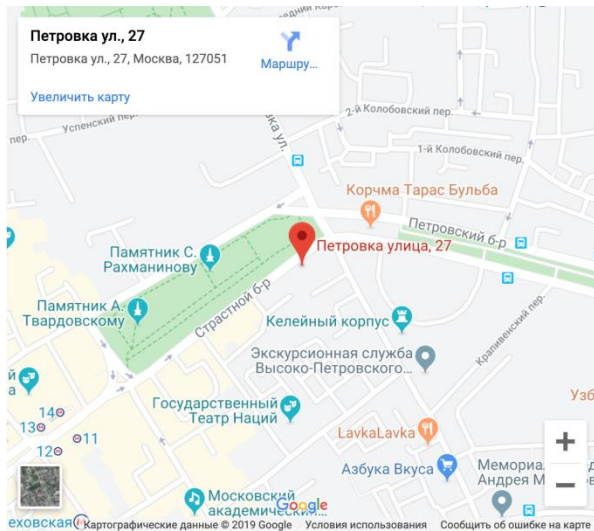 Петровка ул., 27
Петровка ул., 27, Москва, 127051
Маршру...
Увеличить карту
Успенский пер.
пер.
2-й Колобовский пер.
1-й Колобовский пер.
Корчма Тарас Бульба
Петровский б-р
Петровка улица, 27
Памятник С.
Рахманинову
Памятник А.
Твардовскому
Страстной б-р
Келейный корпус
Крапивенский пер.
Экскурсионная служба
Высоко-Петровского...
Государственный
Театр Наций
14
13
11
12
LavkaLavka
Азбука Вкуса
Московский
академический...
+
−
Google
Картографические данные © 2019 Google
Условия использования
Сообщить об ошибке на карте